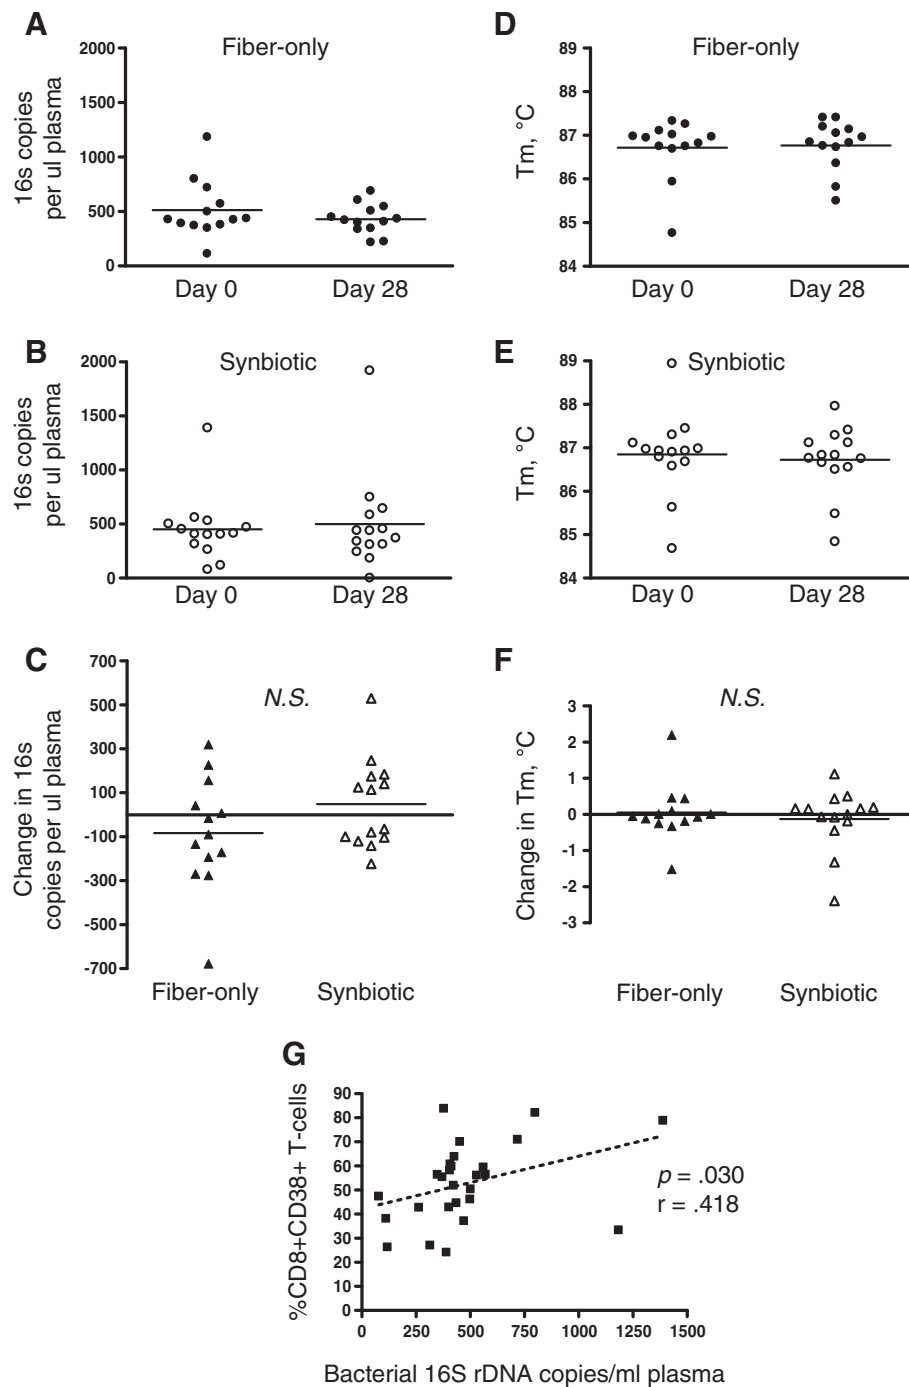 A
Fiber-only
16s copies
per ul plasma
2000
1500
1000
500
0
Day 0
Day 28
D
Fiber-only
Tm, °C
89
88
87
86
85
84
Day 0
Day 28
B
Synbiotic
16s copies
per ul plasma
2000
1500
1000
500
0
Day 0
Day 28
E
Synbiotic
Tm, °C
89
88
87
86
85
84
Day 0
Day 28
C
N.S.
Change in 16s
copies per ul plasma
700
500
300
100
-100
-300
-500
-700
Fiber-only
Synbiotic
F
N.S.
Change in Tm, °C
3
2
1
0
-1
-2
-3
Fiber-only
Synbiotic
G
%CD8+CD38+ T-cells
90
80
70
60
50
40
30
20
10
0
p = .030
r = .418
0
250
500
750
1000
1250
1500
Bacterial 16S rDNA copies/ml plasma